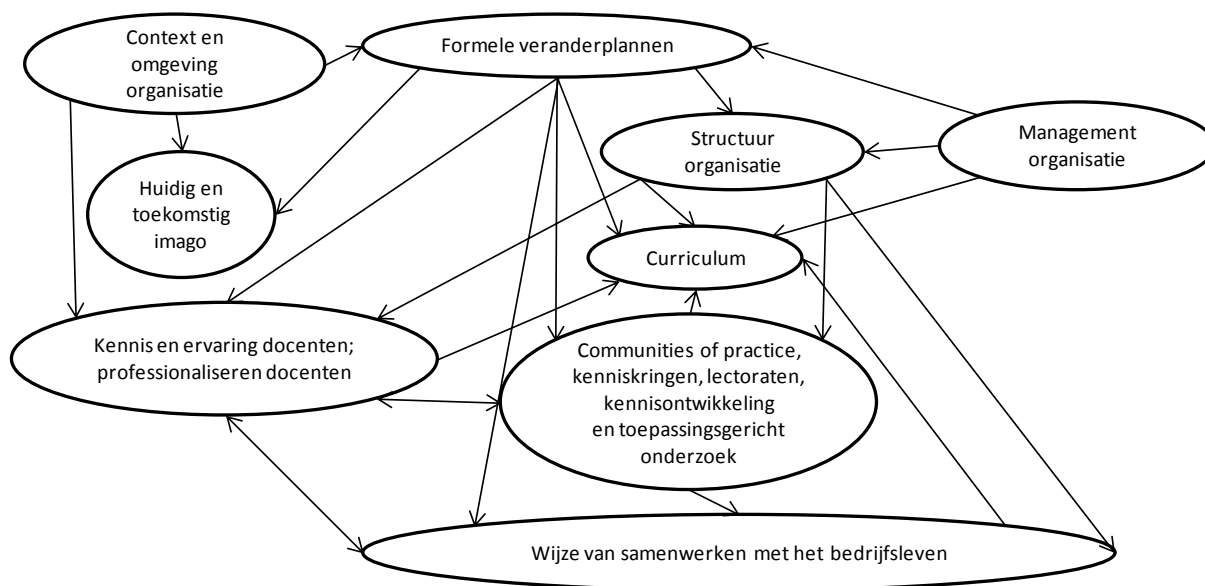 Context en
omgeving
organisatie
Formele veranderplannen
Structuur
organisatie
Management
organisatie
Huidig en
toekomstig
imago
Curriculum
Kennis en ervaring docenten;
professionaliseren docenten
Communities of practice,
kenniskringen, lectoraten,
kennisontwikkeling
en toepassingsgericht
onderzoek
Wijze van samenwerken met het bedrijfsleven